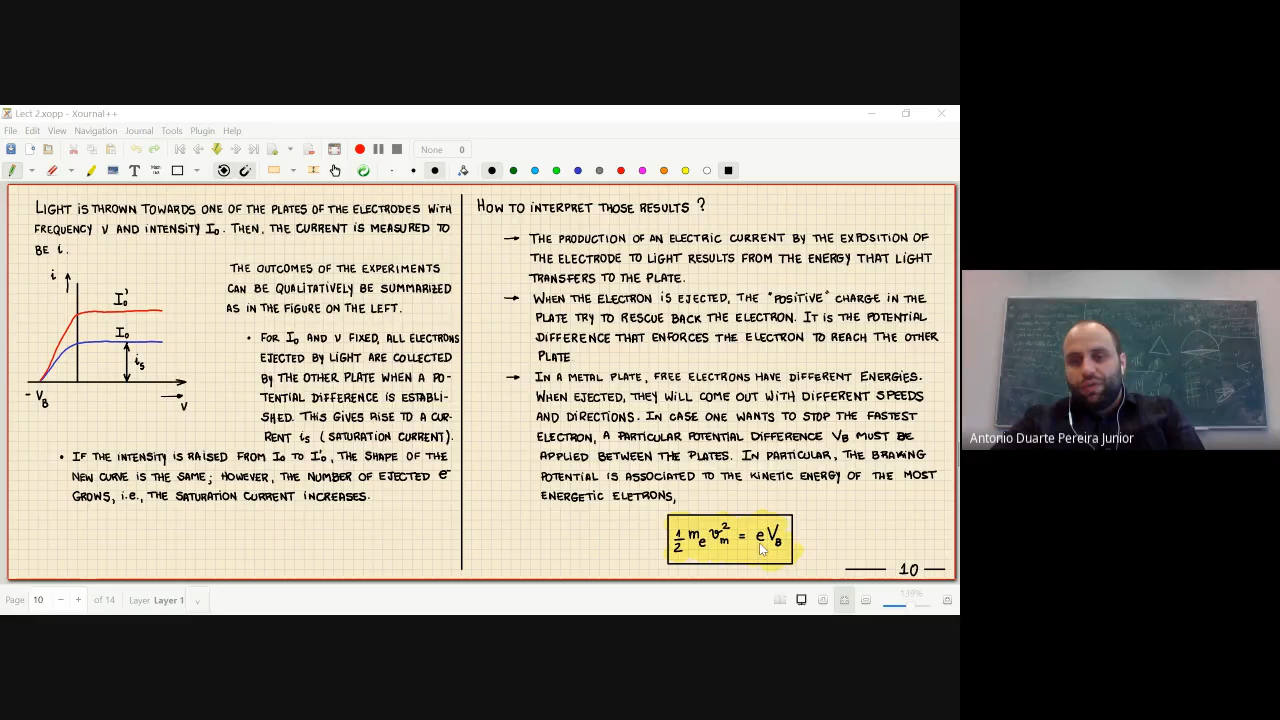 Lect 2.xopp - Xournal++
File Edit View Navigation Journal Tools Plugin Help
None 0
LIGHT IS THROWN TOWARDS ONE OF THE PLATES OF THE ELECTRODES WITH
FREQUENCY ν AND INTENSITY I₀. THEN, THE CURRENT IS MEASURED TO
BE i.
THE OUTCOMES OF THE EXPERIMENTS
CAN BE QUALITATIVELY BE SUMMARIZED
AS IN THE FIGURE ON THE LEFT.
i
I₀'
I₀
iₛ
- V_B
V
• FOR I₀ AND ν FIXED, ALL ELECTRONS
EJECTED BY LIGHT ARE COLLECTED
BY THE OTHER PLATE WHEN A PO-
TENTIAL DIFFERENCE IS ESTABLI-
SHED. THIS GIVES RISE TO A CUR-
RENT iₛ (SATURATION CURRENT).
• IF THE INTENSITY IS RAISED FROM I₀ TO I₀', THE SHAPE OF THE
NEW CURVE IS THE SAME; HOWEVER, THE NUMBER OF EJECTED e⁻
GROWS, i.e., THE SATURATION CURRENT INCREASES.
HOW TO INTERPRET THOSE RESULTS ?
→ THE PRODUCTION OF AN ELECTRIC CURRENT BY THE EXPOSITION OF
THE ELECTRODE TO LIGHT RESULTS FROM THE ENERGY THAT LIGHT
TRANSFERS TO THE PLATE.
→ WHEN THE ELECTRON IS EJECTED, THE "POSITIVE" CHARGE IN THE
PLATE TRY TO RESCUE BACK THE ELECTRON. IT IS THE POTENTIAL
DIFFERENCE THAT ENFORCES THE ELECTRON TO REACH THE OTHER
PLATE
→ IN A METAL PLATE, FREE ELECTRONS HAVE DIFFERENT ENERGIES.
WHEN EJECTED, THEY WILL COME OUT WITH DIFFERENT SPEEDS
AND DIRECTIONS. IN CASE ONE WANTS TO STOP THE FASTEST
ELECTRON, A PARTICULAR POTENTIAL DIFFERENCE V_B MUST BE
APPLIED BETWEEN THE PLATES. IN PARTICULAR, THE BRAKING
POTENTIAL IS ASSOCIATED TO THE KINETIC ENERGY OF THE MOST
ENERGETIC ELETRONS,
1/2 mₑ v_m² = e V_B
10
Page 10 − + of 14 Layer Layer 1
139%
Antonio Duarte Pereira Junior